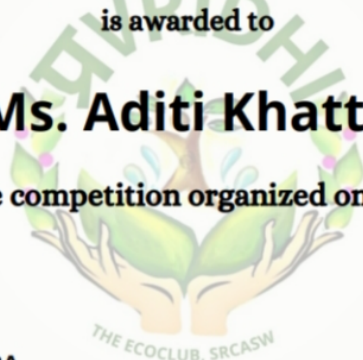 is awarded to
Ms. Aditi Khatt
competition organized on
THE ECOCLUB, SRCASW